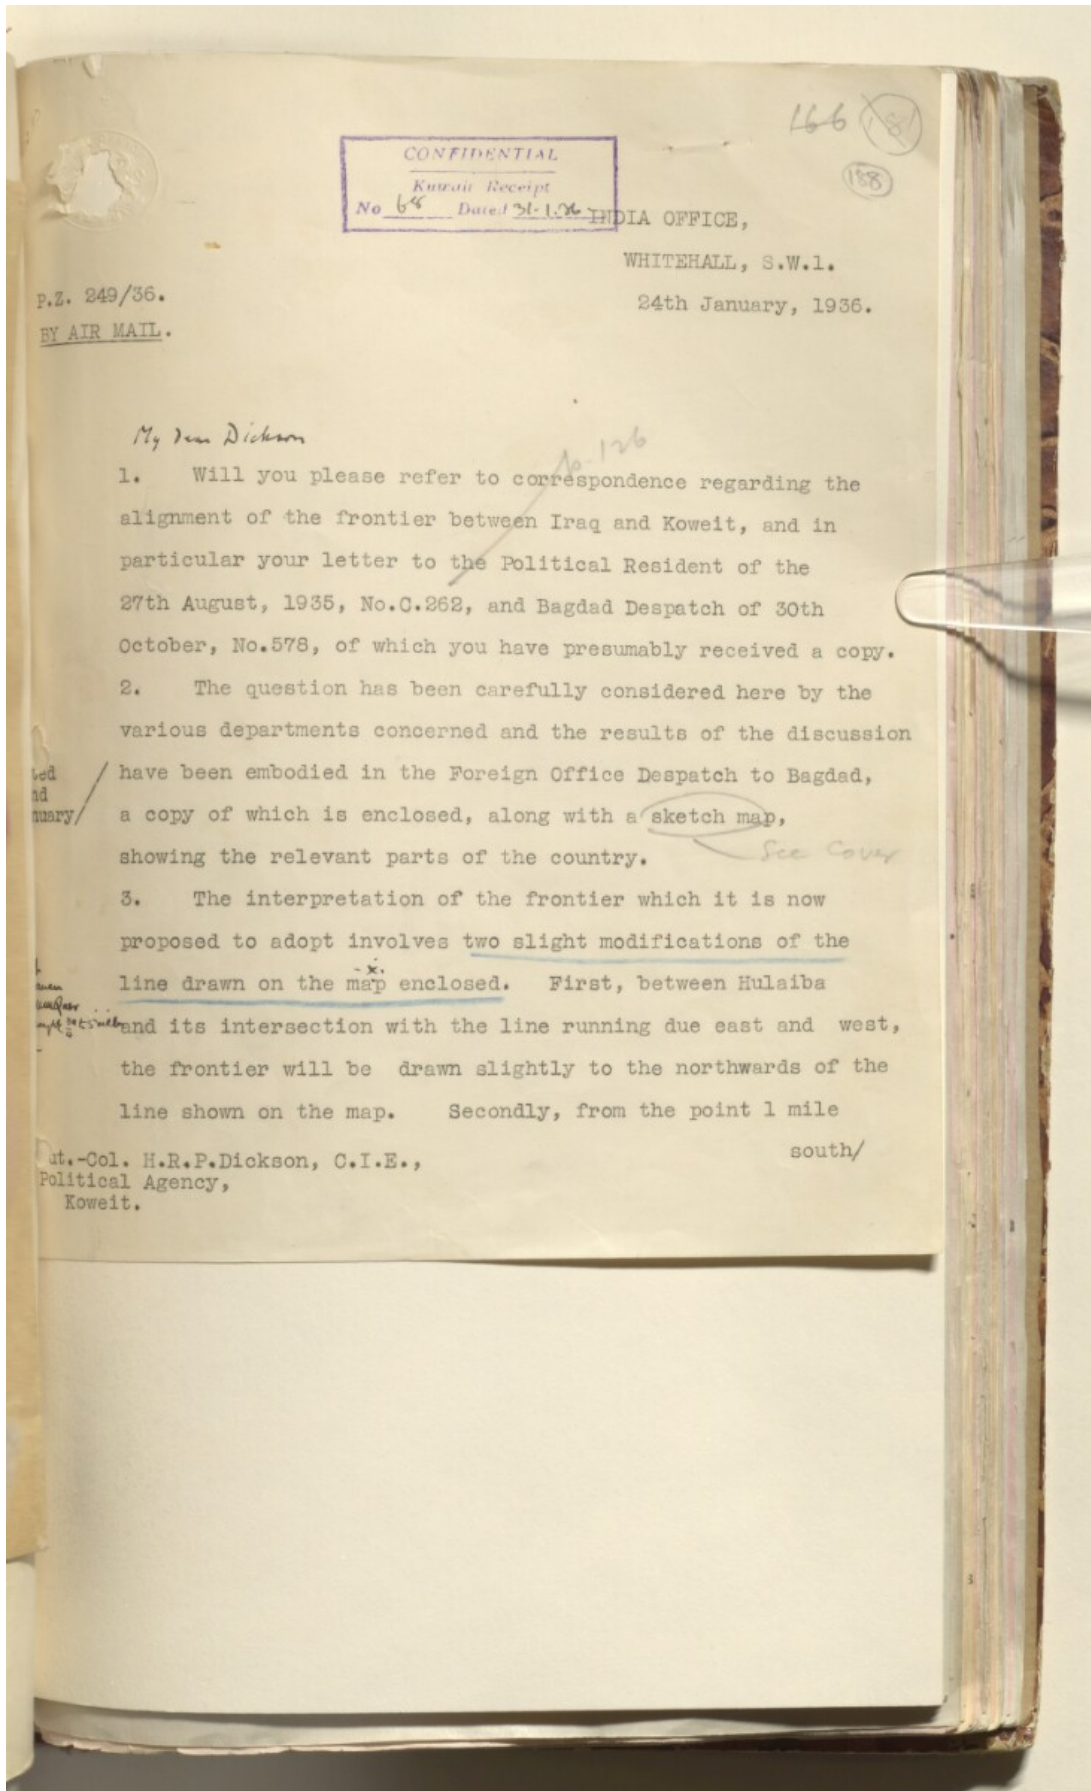 166
188
CONFIDENTIAL
Kuwait Receipt
No 68 Dated 31-1.36
INDIA OFFICE,
WHITEHALL, S.W.1.
24th January, 1936.
P.Z. 249/36.
BY AIR MAIL.
My dear Dickson
p. 126
1. Will you please refer to correspondence regarding the
alignment of the frontier between Iraq and Koweit, and in
particular your letter to the Political Resident of the
27th August, 1935, No.C.262, and Bagdad Despatch of 30th
October, No.578, of which you have presumably received a copy.
2. The question has been carefully considered here by the
various departments concerned and the results of the discussion
ted / have been embodied in the Foreign Office Despatch to Bagdad,
nd
nuary/ a copy of which is enclosed, along with a sketch map,
See Cover
showing the relevant parts of the country.
3. The interpretation of the frontier which it is now
proposed to adopt involves two slight modifications of the
-x.
line drawn on the map enclosed. First, between Hulaiba
and its intersection with the line running due east and west,
the frontier will be drawn slightly to the northwards of the
line shown on the map. Secondly, from the point 1 mile
south/
ut.-Col. H.R.P.Dickson, C.I.E.,
Political Agency,
Koweit.